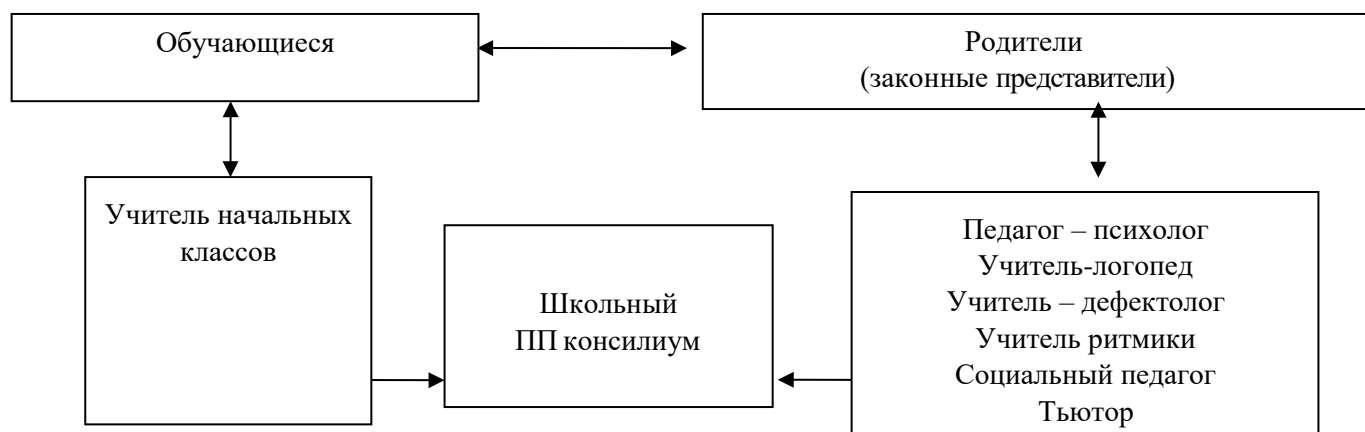 Обучающиеся
Родители
(законные представители)
Учитель начальных
классов
Школьный
ПП консилиум
Педагог – психолог
Учитель-логопед
Учитель – дефектолог
Учитель ритмики
Социальный педагог
Тьютор